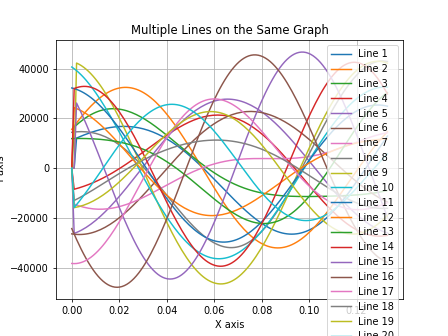 Multiple Lines on the Same Graph
40000
20000
0
−20000
−40000
0.00
0.02
0.04
0.06
0.08
0.10
X axis
Line 1
Line 2
Line 3
Line 4
Line 5
Line 6
Line 7
Line 8
Line 9
Line 10
Line 11
Line 12
Line 13
Line 14
Line 15
Line 16
Line 17
Line 18
Line 19
Line 20